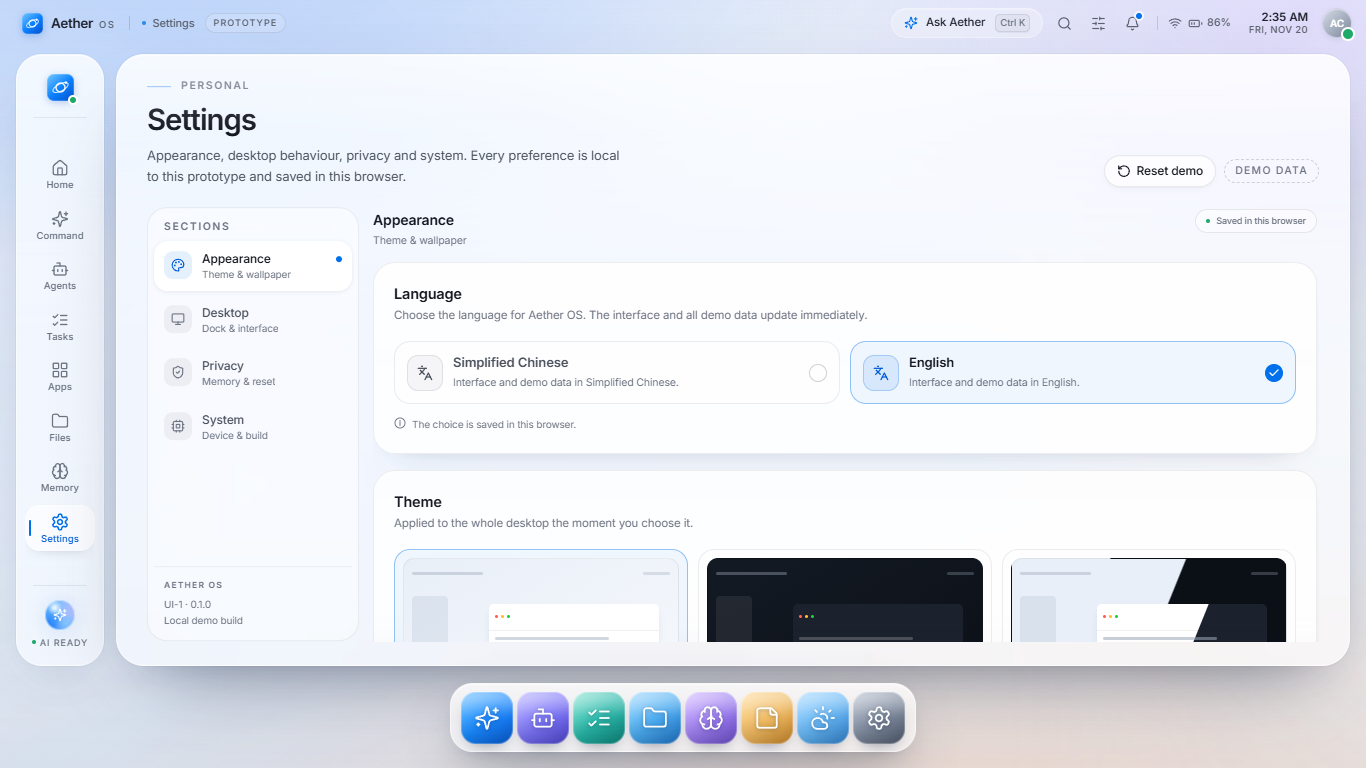 Aether OS
Settings
PROTOTYPE
Ask Aether
Ctrl K
86%
2:35 AM
FRI, NOV 20
AC
Home
Command
Agents
Tasks
Apps
Files
Memory
Settings
AI READY
PERSONAL
Settings
Appearance, desktop behaviour, privacy and system. Every preference is local
to this prototype and saved in this browser.
Reset demo
DEMO DATA
SECTIONS
Appearance
Theme & wallpaper
Desktop
Dock & interface
Privacy
Memory & reset
System
Device & build
AETHER OS
UI-1 · 0.1.0
Local demo build
Appearance
Theme & wallpaper
Saved in this browser
Language
Choose the language for Aether OS. The interface and all demo data update immediately.
Simplified Chinese
Interface and demo data in Simplified Chinese.
English
Interface and demo data in English.
The choice is saved in this browser.
Theme
Applied to the whole desktop the moment you choose it.